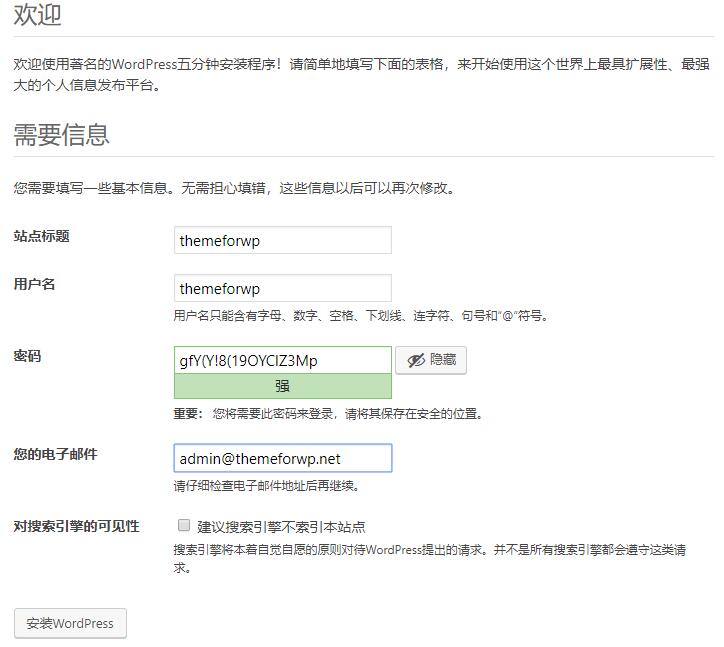 欢迎
欢迎使用著名的WordPress五分钟安装程序！请简单地填写下面的表格，来开始使用这个世界上最具扩展性、最强
大的个人信息发布平台。
需要信息
您需要填写一些基本信息。无需担心填错，这些信息以后可以再次修改。
站点标题
themeforwp
用户名
themeforwp
用户名只能含有字母、数字、空格、下划线、连字符、句号和“@”符号。
密码
gfY(Y!8(19OYCIZ3Mp
隐藏
强
重要： 您将需要此密码来登录，请将其保存在安全的位置。
您的电子邮件
admin@themeforwp.net
请仔细检查电子邮件地址后再继续。
对搜索引擎的可见性
建议搜索引擎不索引本站点
搜索引擎将本着自觉自愿的原则对待WordPress提出的请求。并不是所有搜索引擎都会遵守这类请
求。
安装WordPress